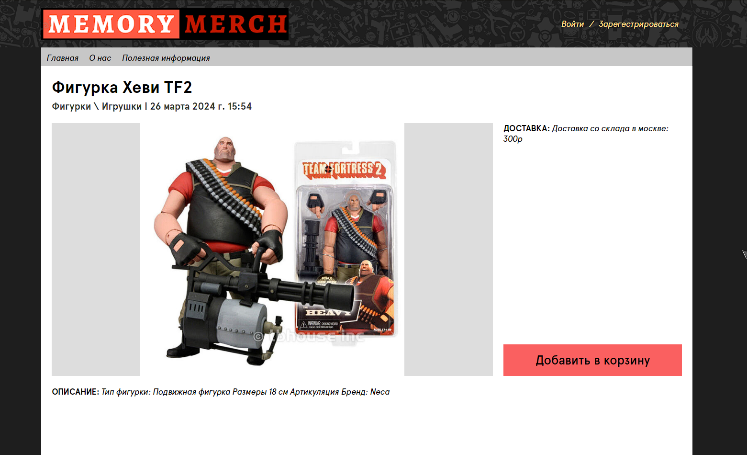 MEMORY MERCH
Войти / Зарегестрироваться
Главная О нас Полезная информация
Фигурка Хеви TF2
Фигурки \ Игрушки | 26 марта 2024 г. 15:54
ДОСТАВКА: Доставка со склада в москве:
300р
TEAM FORTRESS 2
HEAVY
Добавить в корзину
ОПИСАНИЕ: Тип фигурки: Подвижная фигурка Размеры 18 см Артикуляция Бренд: Neca